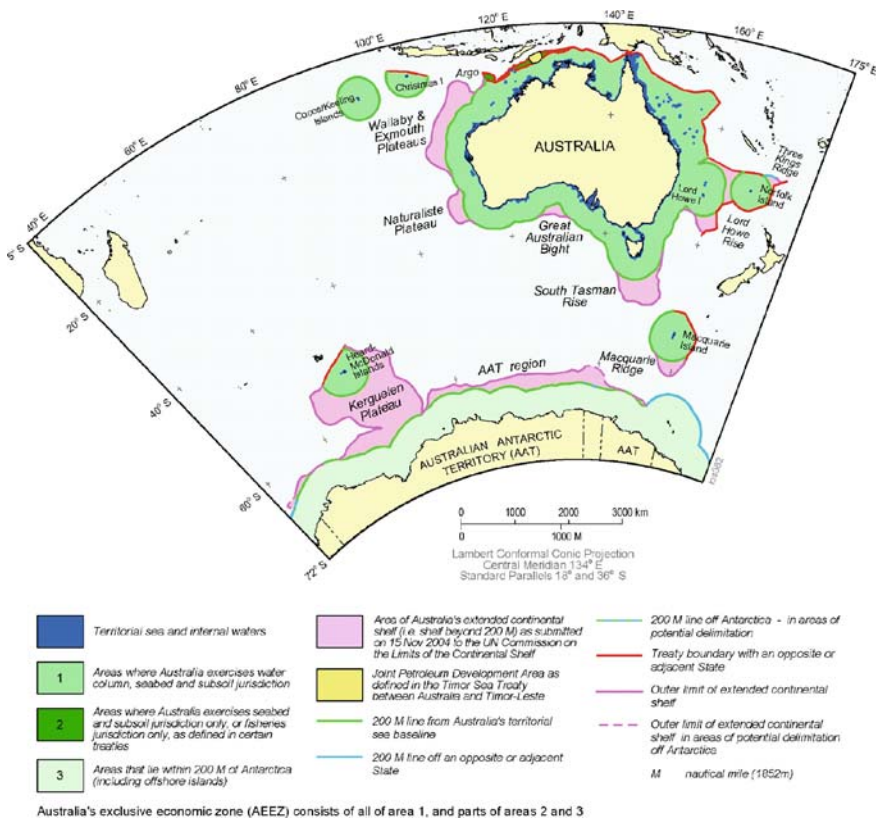 120° E
140° E
100° E
160° E
80° E
175° E
60° E
40° E
5° S
20° S
40° S
60° S
72° S
Argo
Christmas I
Cocos/Keeling
Islands
Wallaby &
Exmouth
Plateaus
AUSTRALIA
Three
Kings
Ridge
Norfolk
Island
Lord
Howe I
Lord
Howe
Rise
Naturaliste
Plateau
Great
Australian
Bight
South Tasman
Rise
Macquarie
Island
Macquarie
Ridge
Heard-
McDonald
Islands
Kerguelen
Plateau
AAT region
AUSTRALIAN ANTARCTIC
TERRITORY (AAT)
AAT
0 1000 2000 3000 km
0 1000 M
Lambert Conformal Conic Projection
Central Meridian 134° E
Standard Parallels 18° and 36° S
Territorial sea and internal waters
1 Areas where Australia exercises water
column, seabed and subsoil jurisdiction
2 Areas where Australia exercises seabed
and subsoil jurisdiction only, or fisheries
jurisdiction only, as defined in certain
treaties
3 Areas that lie within 200 M of Antarctica
(including offshore islands)
Area of Australia's extended continental
shelf (i.e. shelf beyond 200 M) as submitted
on 15 Nov 2004 to the UN Commission on
the Limits of the Continental Shelf
Joint Petroleum Development Area as
defined in the Timor Sea Treaty
between Australia and Timor-Leste
200 M line from Australia's territorial
sea baseline
200 M line off an opposite or adjacent
State
200 M line off Antarctica - in areas of
potential delimitation
Treaty boundary with an opposite or
adjacent State
Outer limit of extended continental
shelf
Outer limit of extended continental
shelf in areas of potential delimitation
off Antarctica
M nautical mile (1852m)
Australia's exclusive economic zone (AEEZ) consists of all of area 1, and parts of areas 2 and 3